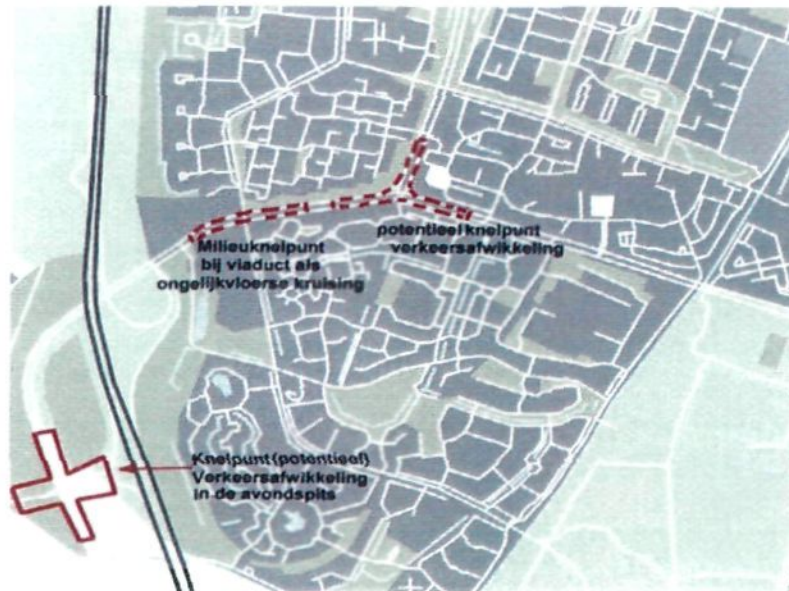 potentieel knelpunt
verkeersafwikkeling
Milieuknelpunt
bij viaduct als
ongelijkvloerse kruising
Knelpunt (potentieel)
Verkeersafwikkeling
in de avondspits